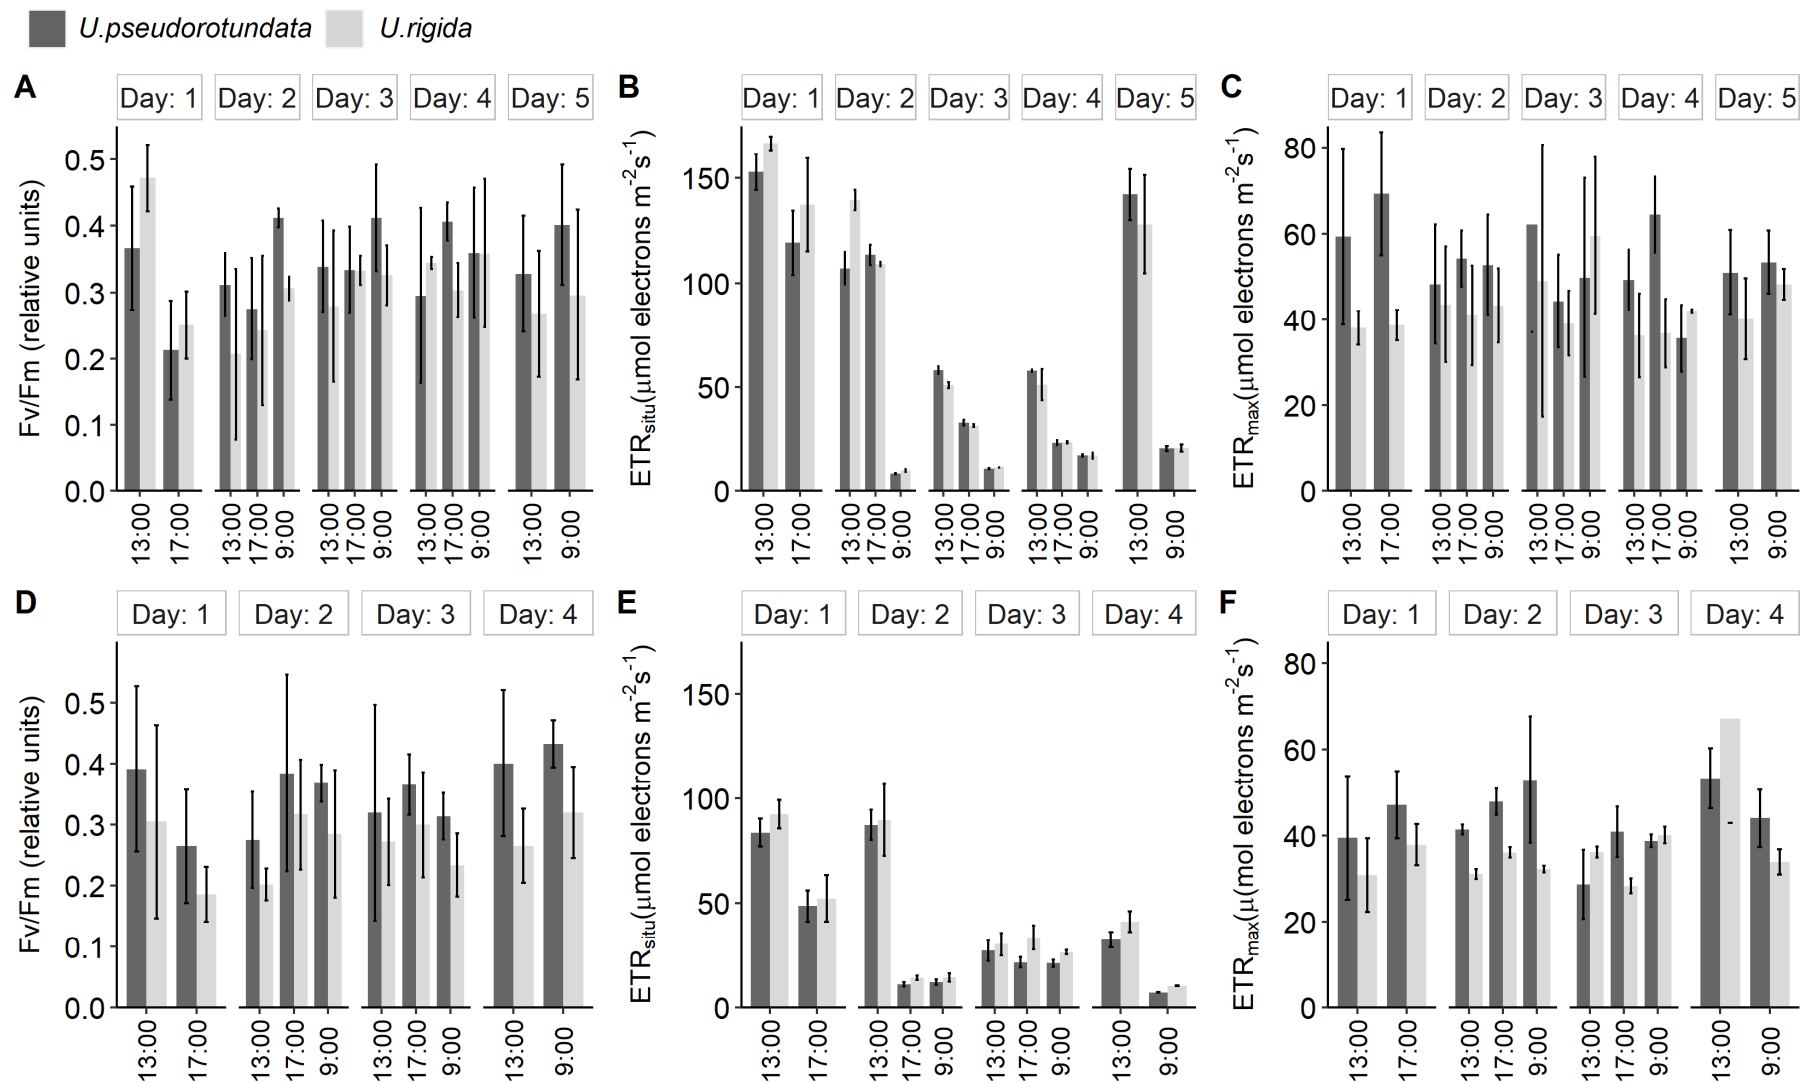 U.pseudorotundata U.rigida
A Day: 1 Day: 2 Day: 3 Day: 4 Day: 5
Fv/Fm (relative units)
0.5
0.4
0.3
0.2
0.1
0.0
13:00 17:00 13:00 17:00 9:00 13:00 17:00 9:00 13:00 17:00 9:00 13:00 9:00
B Day: 1 Day: 2 Day: 3 Day: 4 Day: 5
ETRsitu(μmol electrons m-2s-1)
150
100
50
0
13:00 17:00 13:00 17:00 9:00 13:00 17:00 9:00 13:00 17:00 9:00 13:00 9:00
C Day: 1 Day: 2 Day: 3 Day: 4 Day: 5
ETRmax(μmol electrons m-2s-1)
80
60
40
20
0
13:00 17:00 13:00 17:00 9:00 13:00 17:00 9:00 13:00 17:00 9:00 13:00 9:00
D Day: 1 Day: 2 Day: 3 Day: 4
Fv/Fm (relative units)
0.5
0.4
0.3
0.2
0.1
0.0
13:00 17:00 13:00 17:00 9:00 13:00 17:00 9:00 13:00 9:00
E Day: 1 Day: 2 Day: 3 Day: 4
ETRsitu(μmol electrons m-2s-1)
150
100
50
0
13:00 17:00 13:00 17:00 9:00 13:00 17:00 9:00 13:00 9:00
F Day: 1 Day: 2 Day: 3 Day: 4
ETRmax(μ(mol electrons m-2s-1)
80
60
40
20
0
13:00 17:00 13:00 17:00 9:00 13:00 17:00 9:00 13:00 9:00